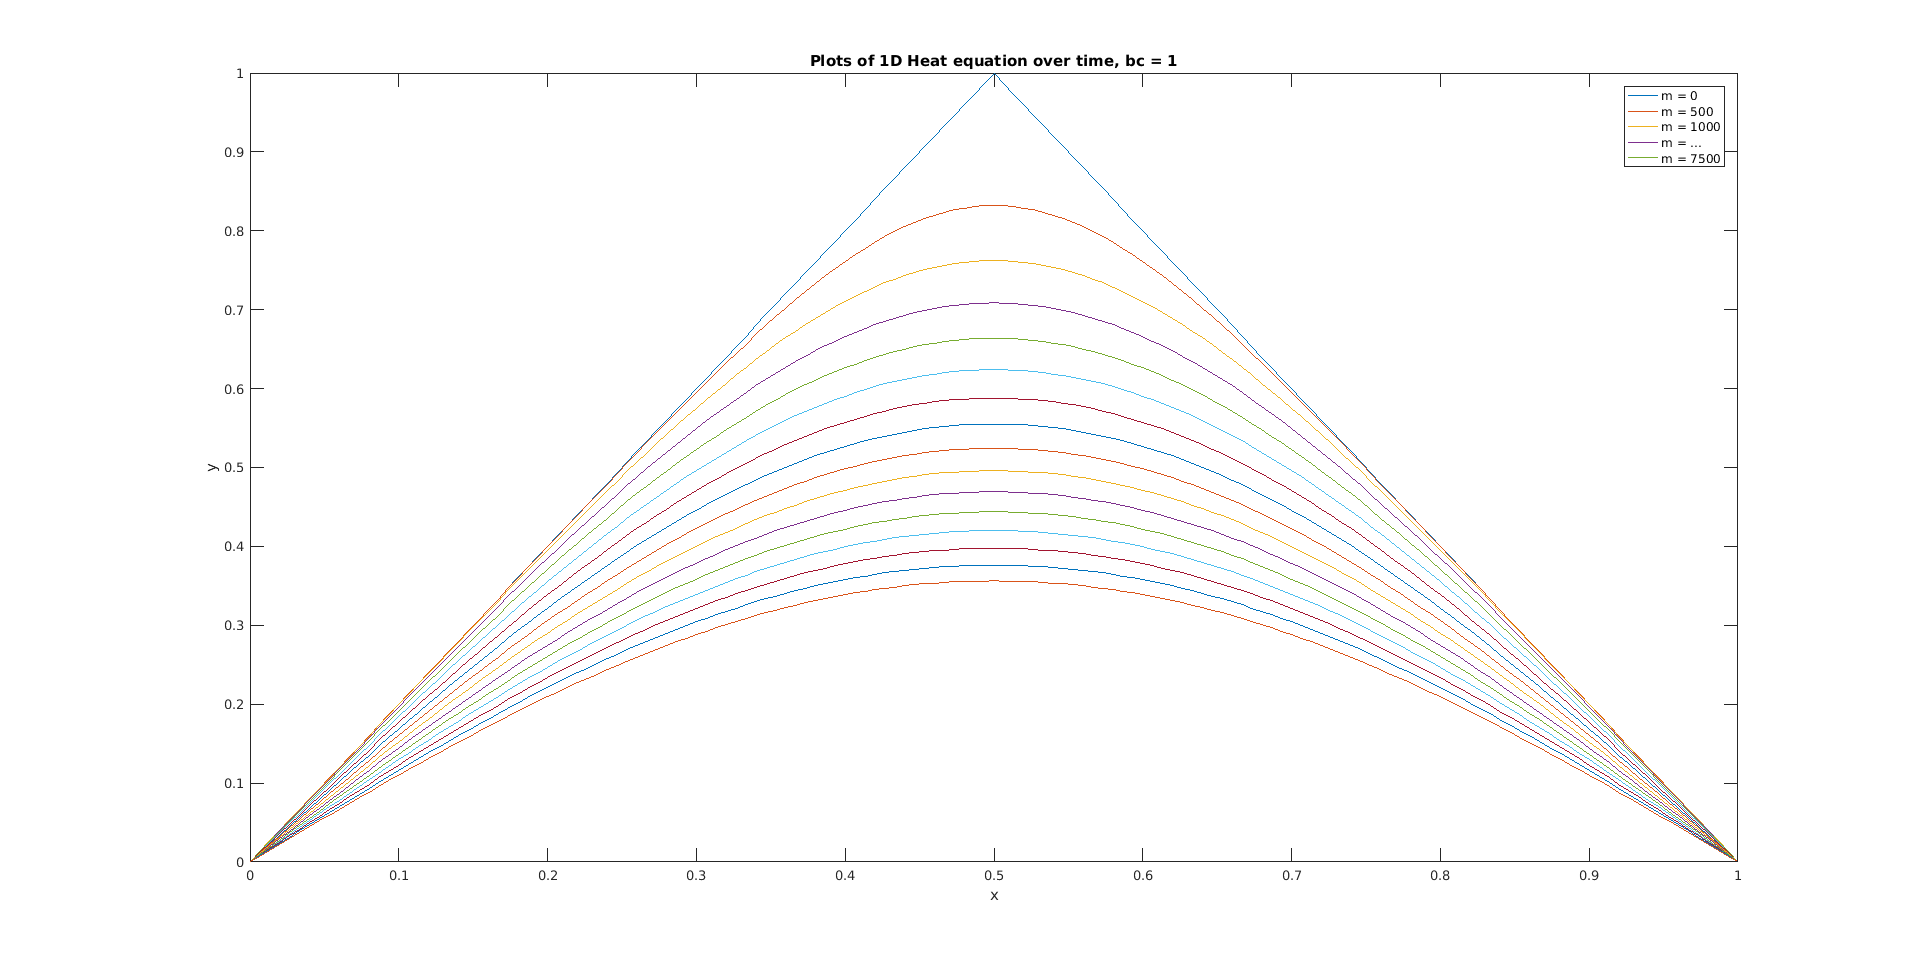 Plots of 1D Heat equation over time, bc = 1
m = 0
m = 500
m = 1000
m = ...
m = 7500
1
0.9
0.8
0.7
0.6
0.5
0.4
0.3
0.2
0.1
0
y
0 0.1 0.2 0.3 0.4 0.5 0.6 0.7 0.8 0.9 1
x